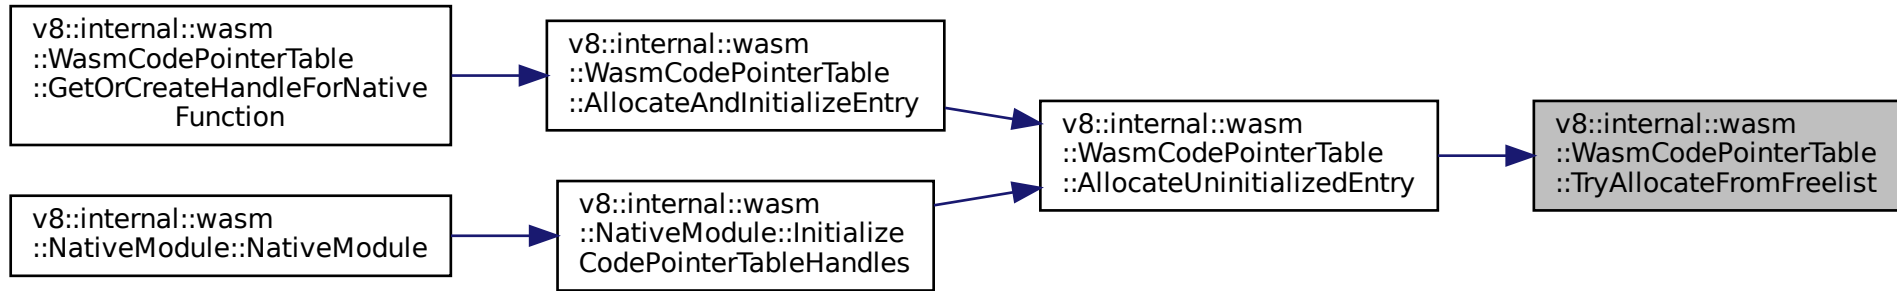 v8::internal::wasm
::WasmCodePointerTable
::GetOrCreateHandleForNative
Function
v8::internal::wasm
::NativeModule::NativeModule
v8::internal::wasm
::WasmCodePointerTable
::AllocateAndInitializeEntry
v8::internal::wasm
::NativeModule::Initialize
CodePointerTableHandles
v8::internal::wasm
::WasmCodePointerTable
::AllocateUninitializedEntry
v8::internal::wasm
::WasmCodePointerTable
::TryAllocateFromFreelist